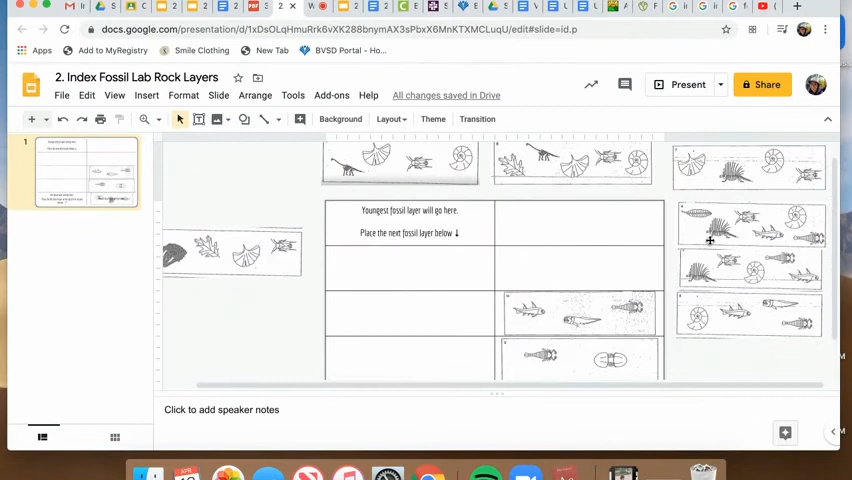 docs.google.com/presentation/d/1xDsOLqHmuRrk6vXK288bnymAX3sPbxX6MnKTXMCLuqU/edit#slide=id.p
Apps
Add to MyRegistry
Smile Clothing
New Tab
BVSD Portal - Ho...
2. Index Fossil Lab Rock Layers
File Edit View Insert Format Slide Arrange Tools Add-ons Help All changes saved in Drive
Present
Share
Background Layout Theme Transition
1
Youngest fossil layer will go here.
Place the next fossil layer below ↓
Click to add speaker notes
APR